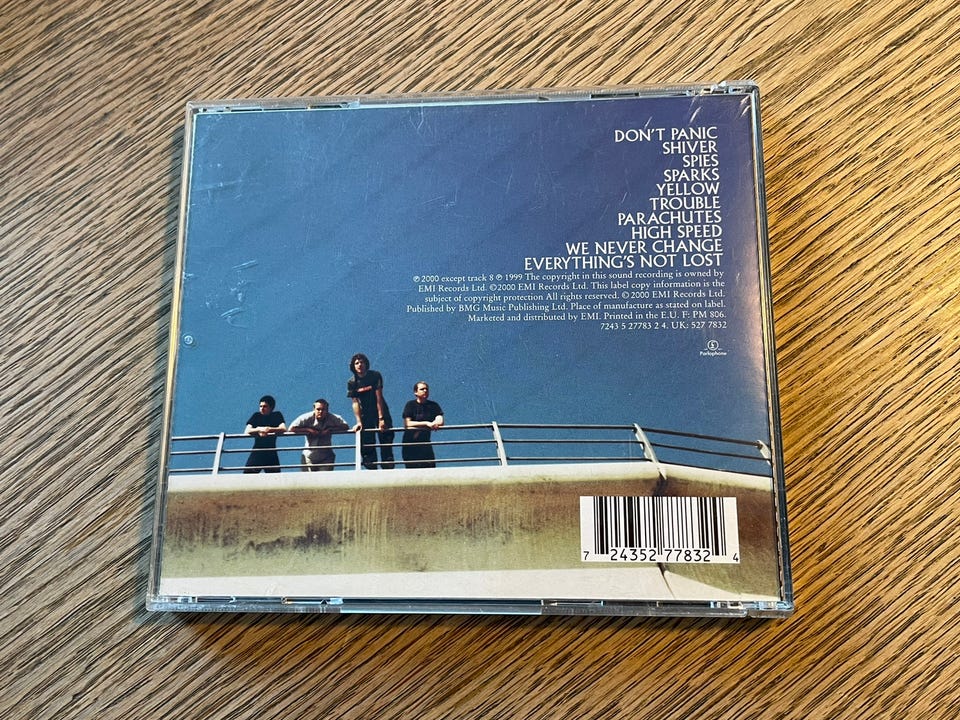 DON'T PANIC
SHIVER
SPIES
SPARKS
YELLOW
TROUBLE
PARACHUTES
HIGH SPEED
WE NEVER CHANGE
EVERYTHING'S NOT LOST
℗ 2000 except track 8 ℗ 1999 The copyright in this sound recording is owned by
EMI Records Ltd. ©2000 EMI Records Ltd. This label copy information is the
subject of copyright protection All rights reserved. © 2000 EMI Records Ltd.
Published by BMG Music Publishing Ltd. Place of manufacture as stated on label.
Marketed and distributed by EMI. Printed in the E.U. F: PM 806.
7243 5 27783 2 4. UK: 527 7832
£
Parlophone
7 24352 77832 4